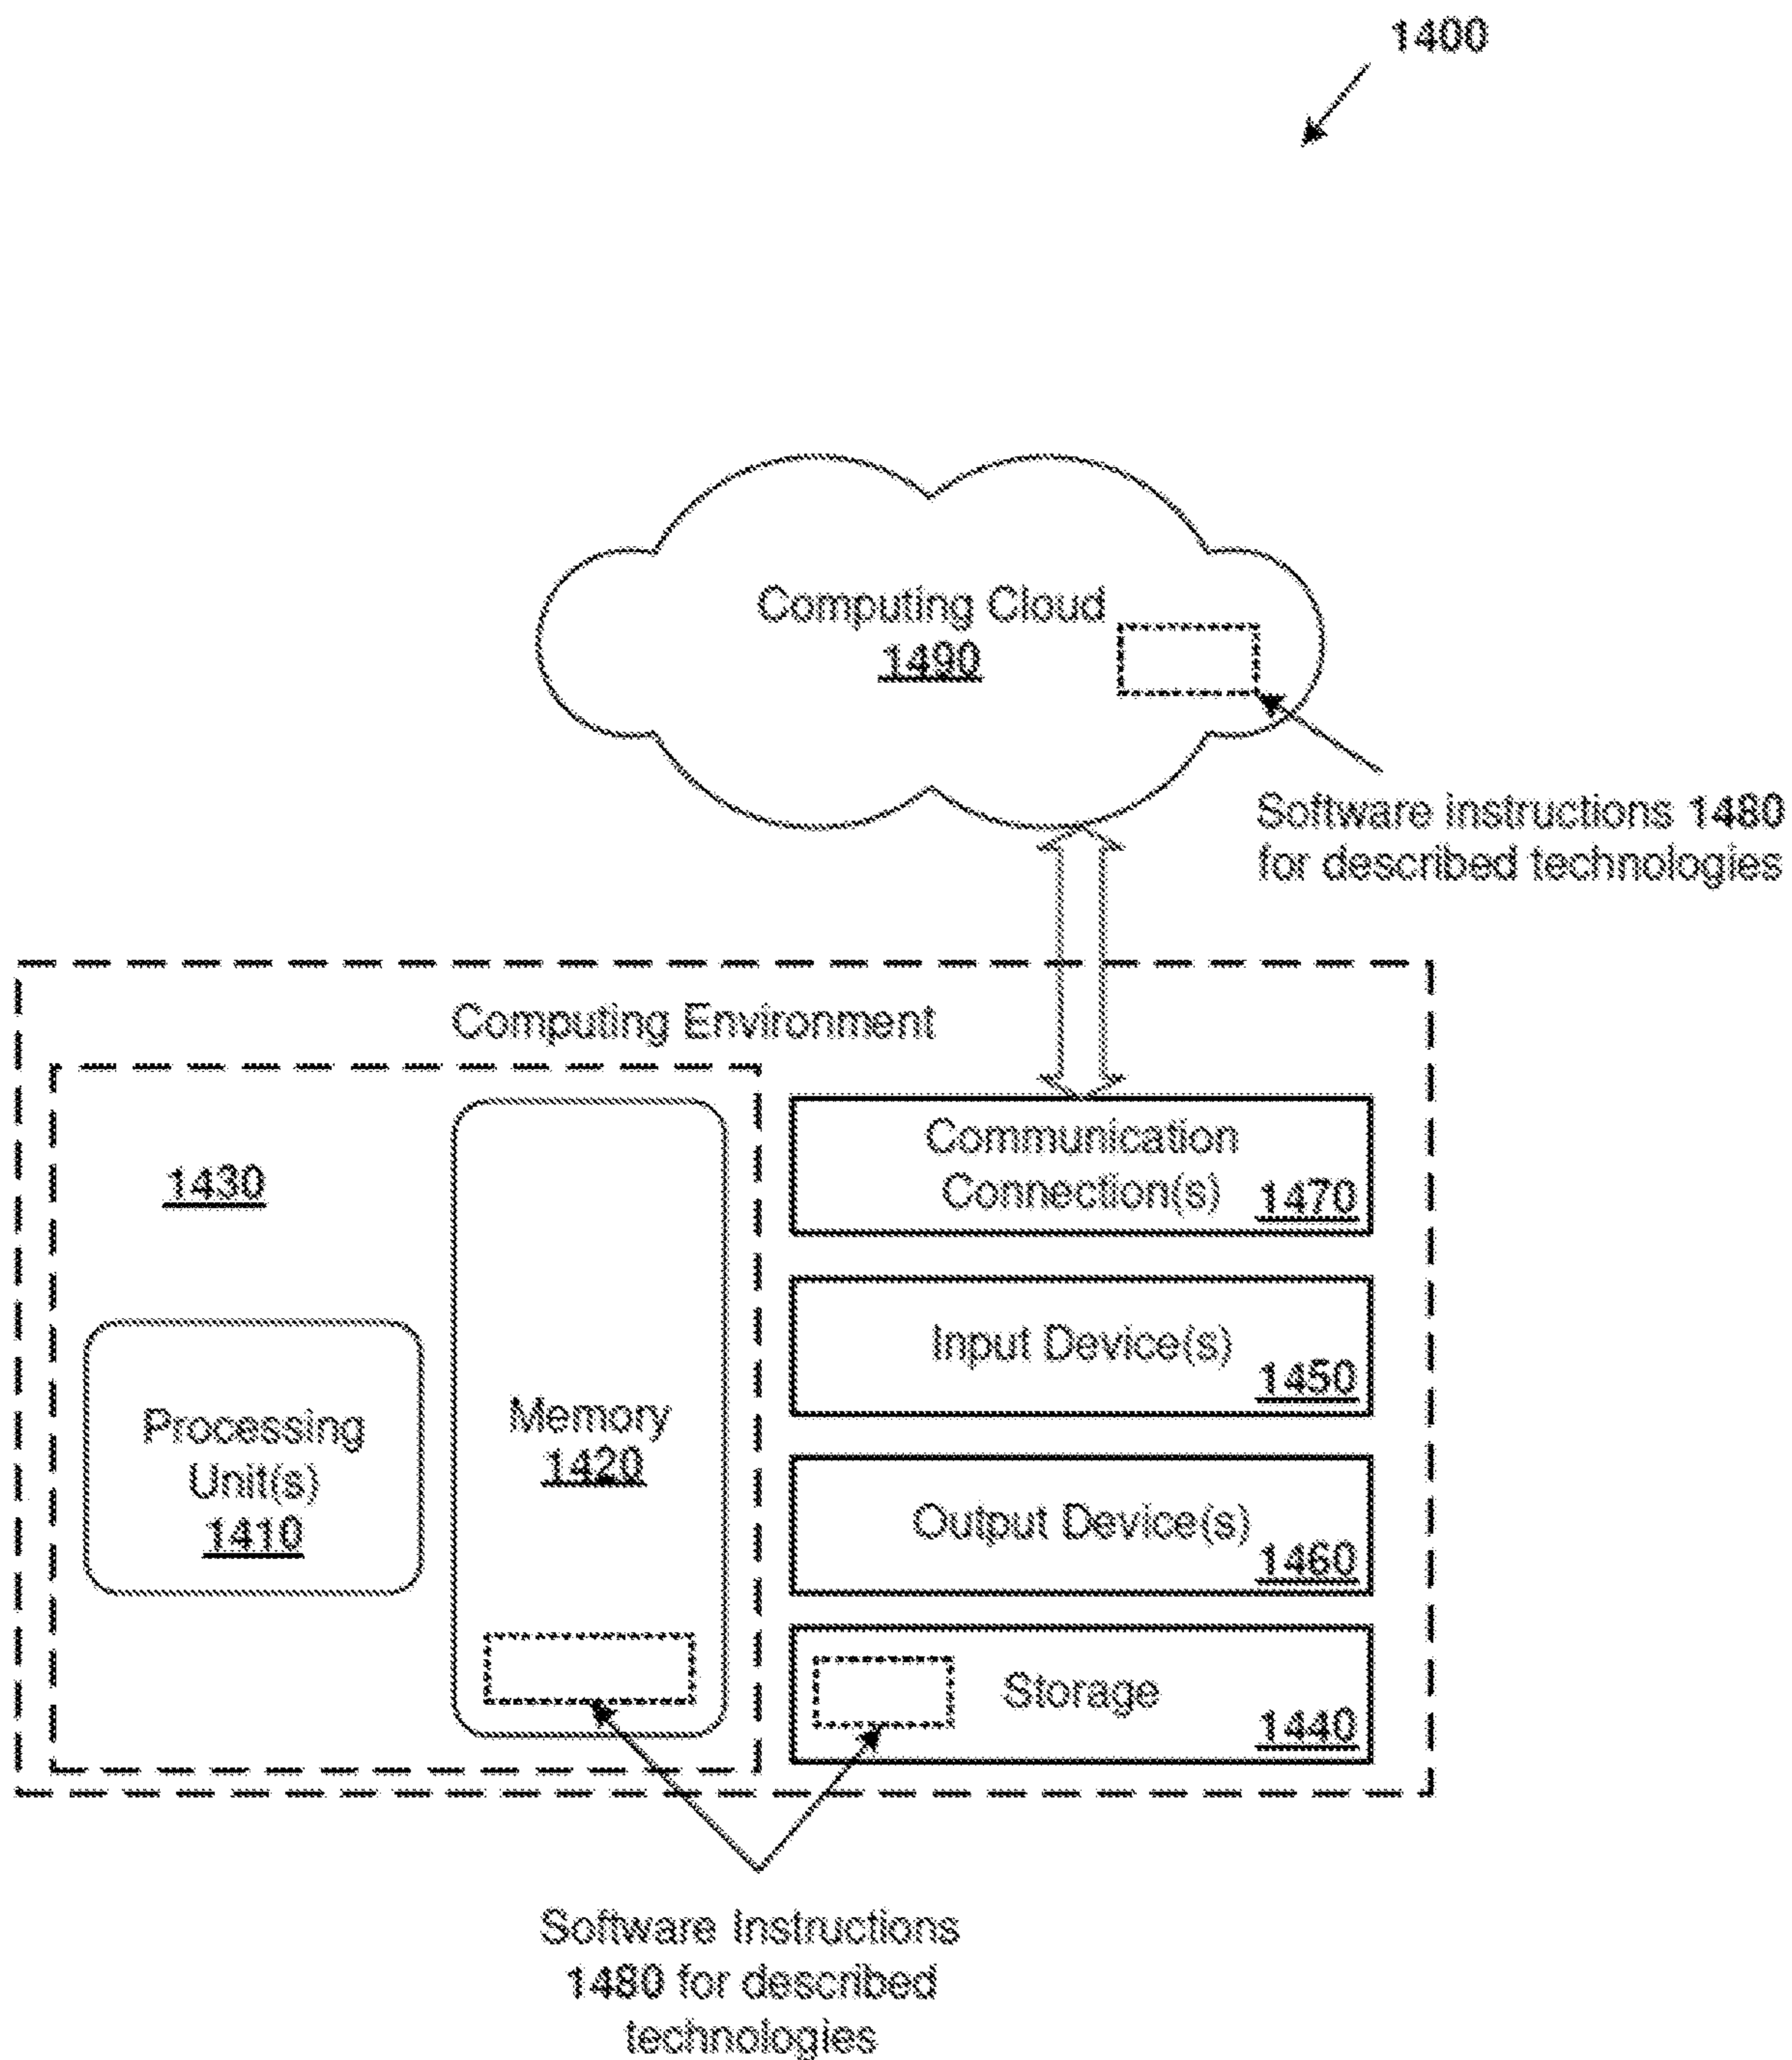 1400
Computing Cloud
1490
Software instructions 1480
for described technologies
Computing Environment
1430
Processing
Unit(s)
1410
Memory
1420
Communication
Connection(s)
1470
Input Device(s)
1450
Output Device(s)
1460
Storage
1440
Software Instructions
1480 for described
technologies